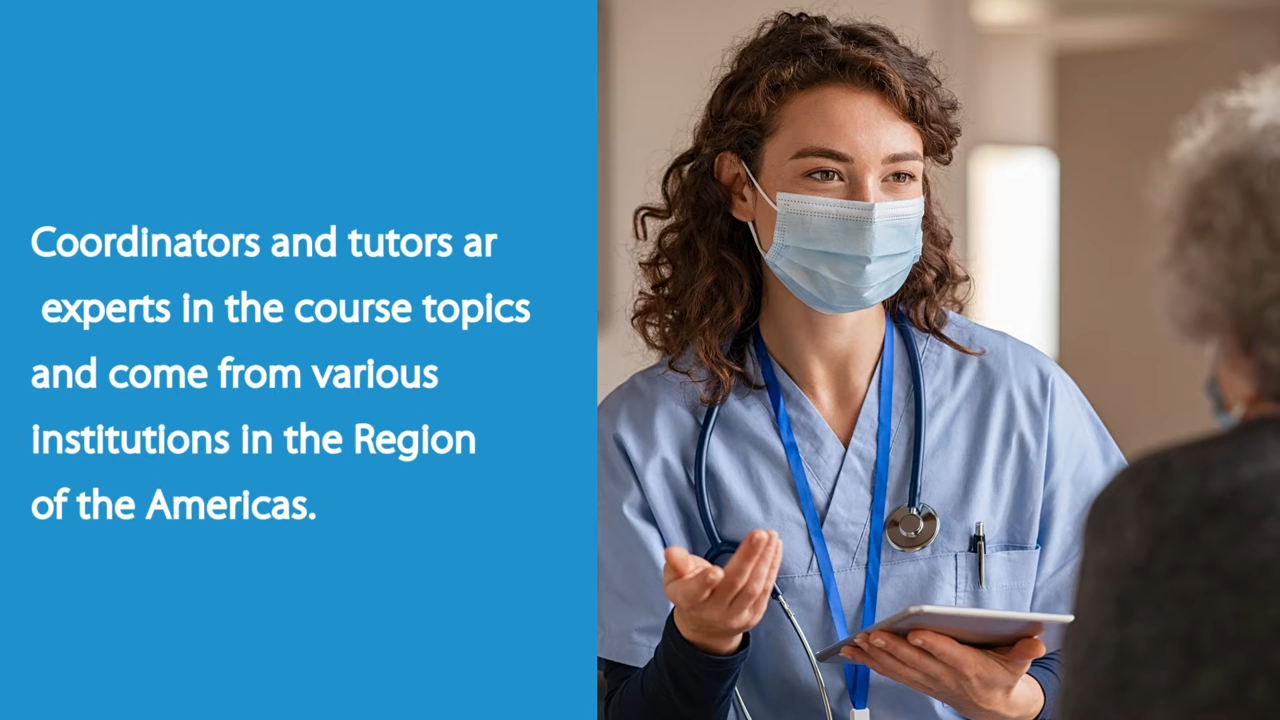 Coordinators and tutors ar
experts in the course topics
and come from various
institutions in the Region
of the Americas.